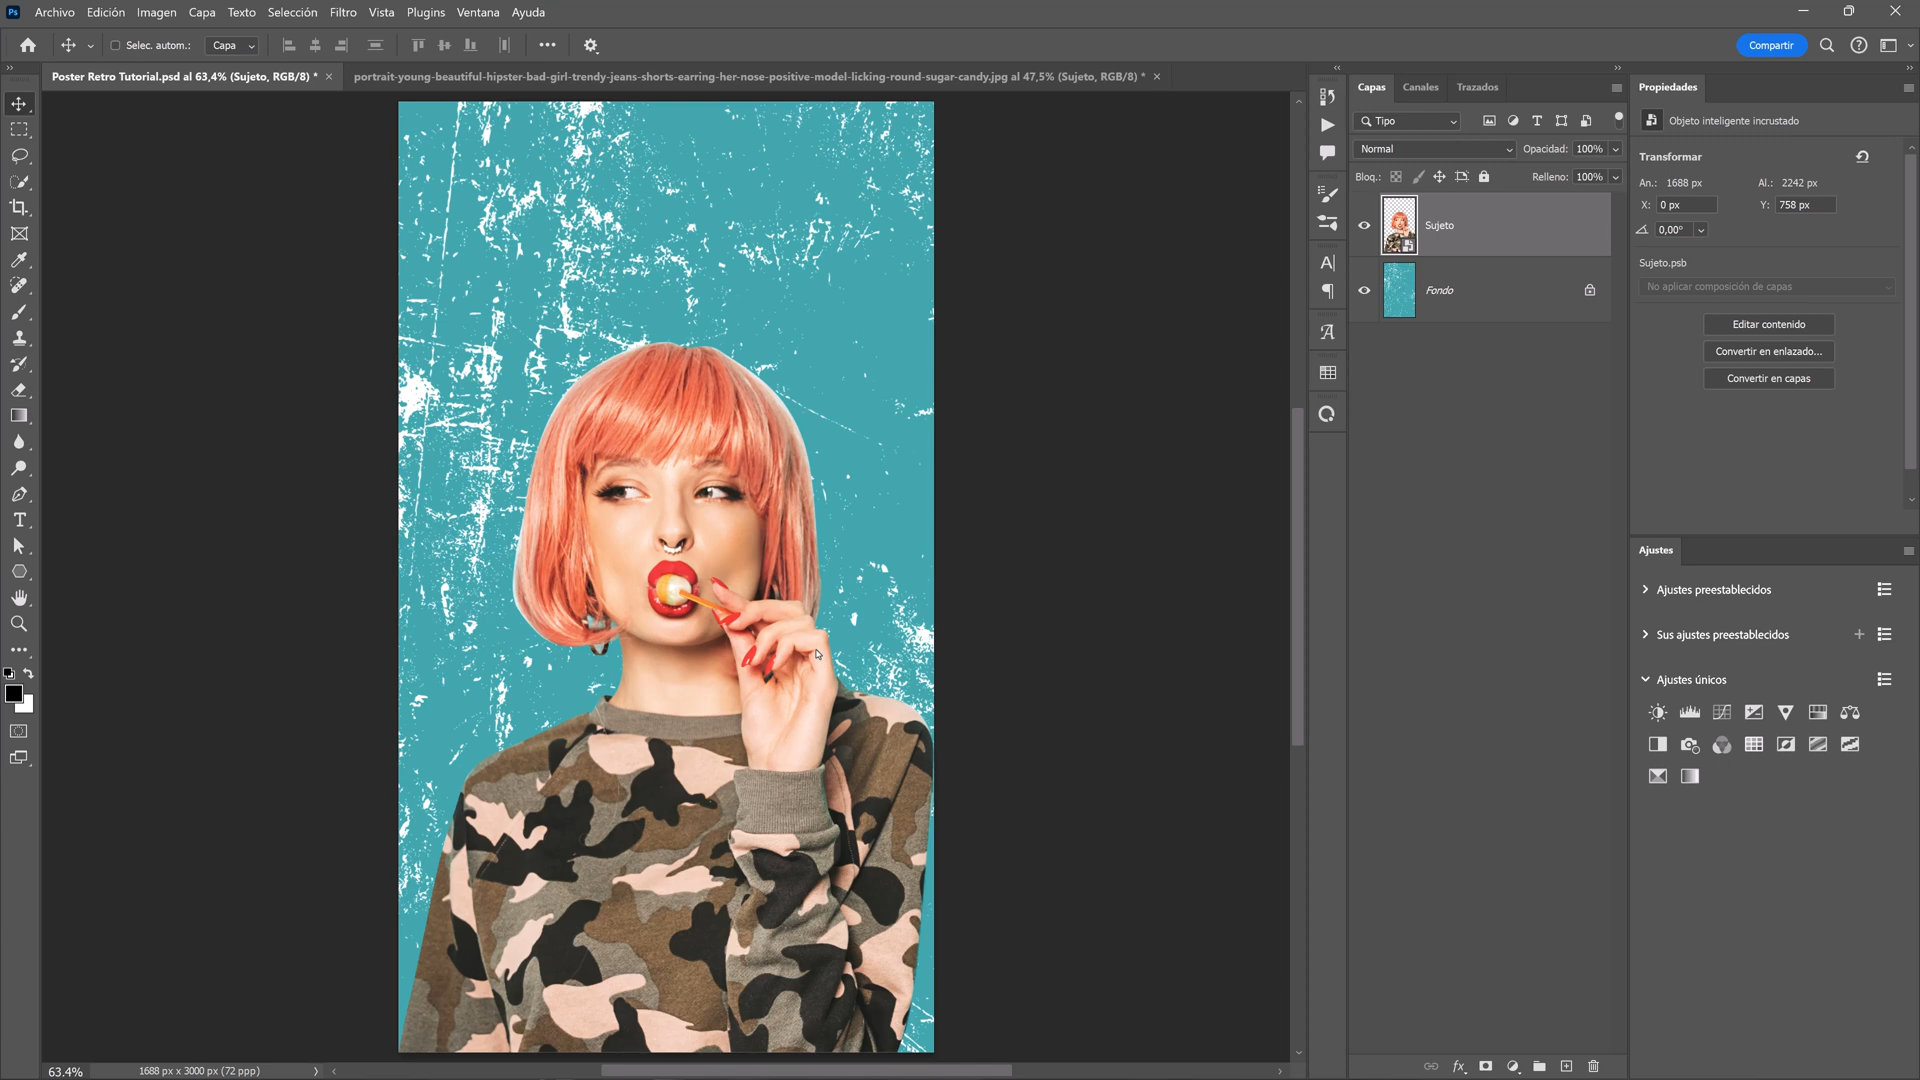 Ps Archivo Edición Imagen Capa Texto Selección Filtro Vista Plugins Ventana Ayuda
Selec. autom.: Capa Compartir
Poster Retro Tutorial.psd al 63,4% (Sujeto, RGB/8) * portrait-young-beautiful-hipster-bad-girl-trendy-jeans-shorts-earring-her-nose-positive-model-licking-round-sugar-candy.jpg al 47,5% (Sujeto, RGB/8) *
Capas Canales Trazados
Tipo
Normal Opacidad: 100%
Bloq.: Relleno: 100%
Sujeto
Fondo
Propiedades
Objeto inteligente incrustado
Transformar
An.: 1688 px Al.: 2242 px
X: 0 px Y: 758 px
0,00°
Sujeto.psb
No aplicar composición de capas
Editar contenido
Convertir en enlazado...
Convertir en capas
Ajustes
Ajustes preestablecidos
Sus ajustes preestablecidos
Ajustes únicos
63.4% 1688 px x 3000 px (72 ppp)
fx